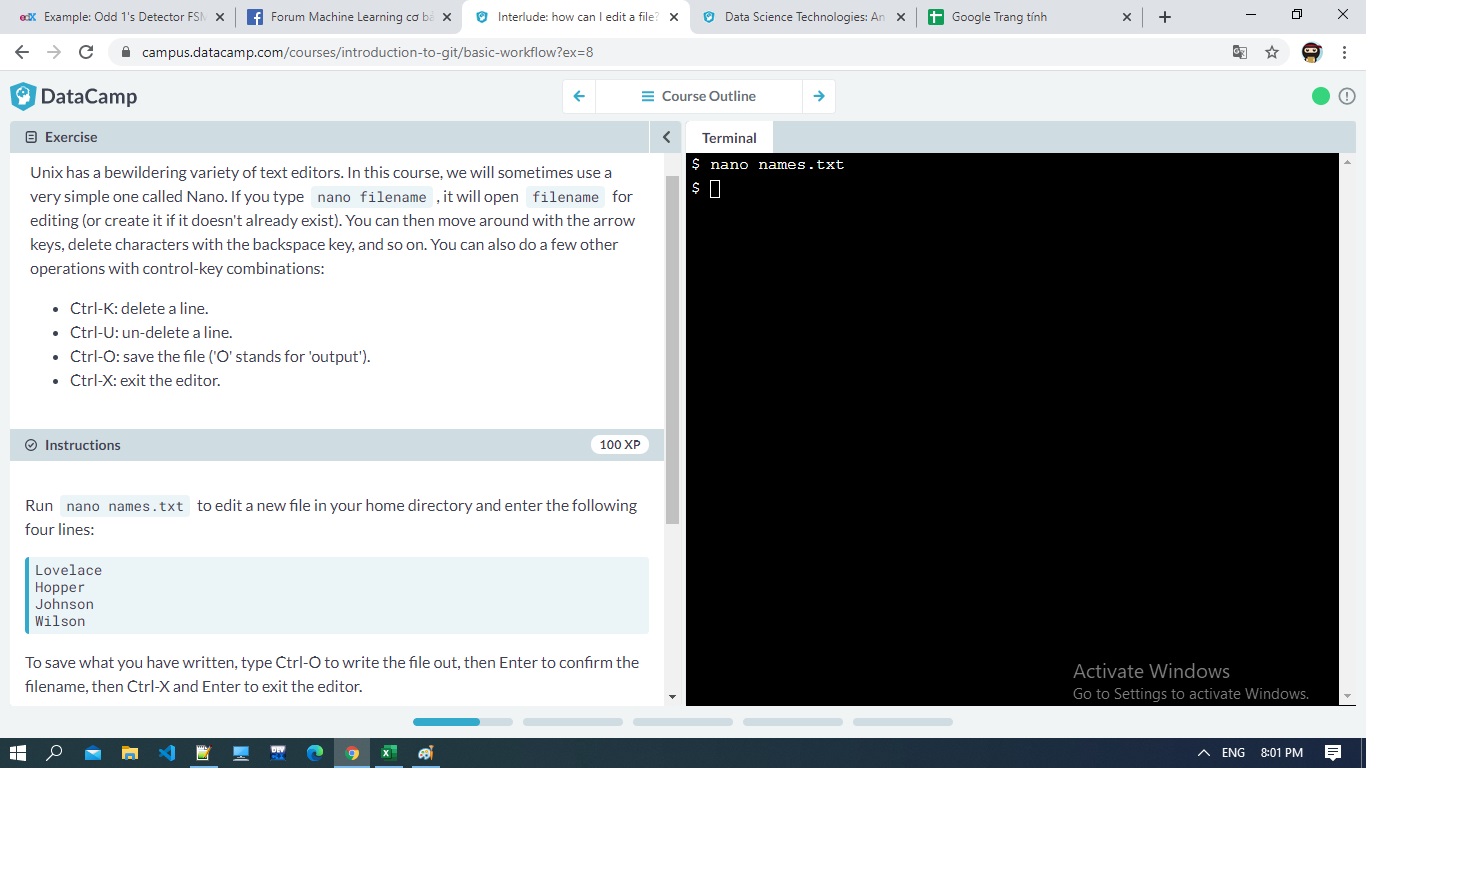 Example: Odd 1's Detector FSM
Forum Machine Learning cơ bả
Interlude: how can I edit a file?
Data Science Technologies: An
Google Trang tính
campus.datacamp.com/courses/introduction-to-git/basic-workflow?ex=8
DataCamp
Course Outline
Exercise
Terminal
Unix has a bewildering variety of text editors. In this course, we will sometimes use a
very simple one called Nano. If you type nano filename , it will open filename for
editing (or create it if it doesn't already exist). You can then move around with the arrow
keys, delete characters with the backspace key, and so on. You can also do a few other
operations with control-key combinations:
• Ctrl-K: delete a line.
• Ctrl-U: un-delete a line.
• Ctrl-O: save the file ('O' stands for 'output').
• Ctrl-X: exit the editor.
Instructions
100 XP
Run nano names.txt to edit a new file in your home directory and enter the following
four lines:
Lovelace
Hopper
Johnson
Wilson
To save what you have written, type Ctrl-O to write the file out, then Enter to confirm the
filename, then Ctrl-X and Enter to exit the editor.
$ nano names.txt
$
Activate Windows
Go to Settings to activate Windows.
ENG
8:01 PM